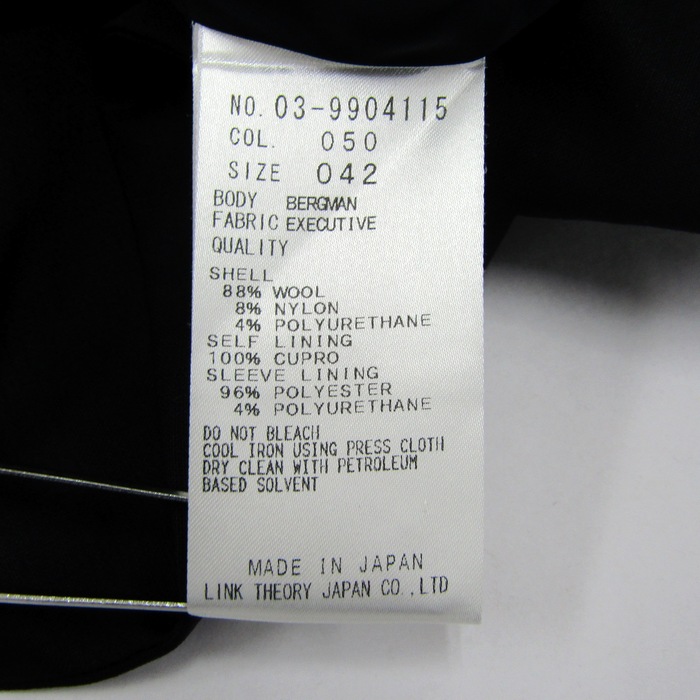 NO. 03-9904115
COL. 050
SIZE 042
BODY BERGMAN
FABRIC EXECUTIVE
QUALITY
SHELL
88% WOOL
8% NYLON
4% POLYURETHANE
SELF LINING
100% CUPRO
SLEEVE LINING
96% POLYESTER
4% POLYURETHANE
DO NOT BLEACH
COOL IRON USING PRESS CLOTH
DRY CLEAN WITH PETROLEUM
BASED SOLVENT
MADE IN JAPAN
LINK THEORY JAPAN CO.,LTD